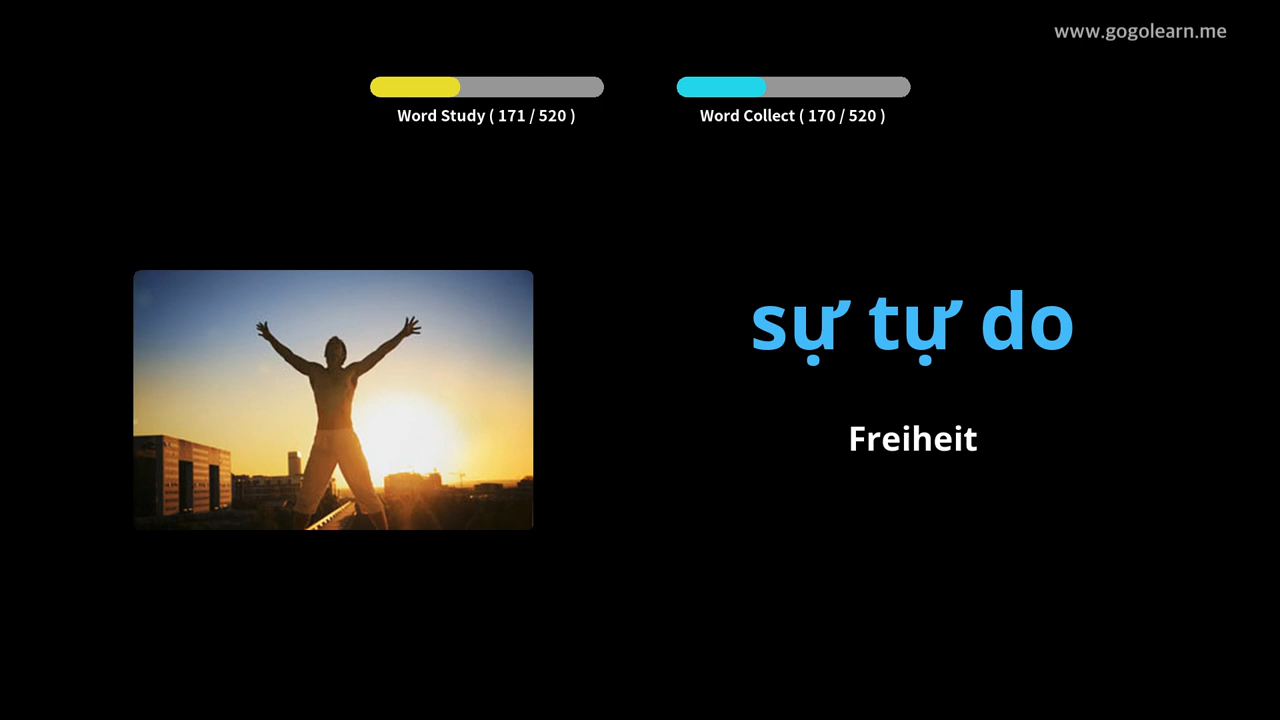 www.gogolearn.me
Word Study ( 171 / 520 )
Word Collect ( 170 / 520 )
sự tự do
Freiheit